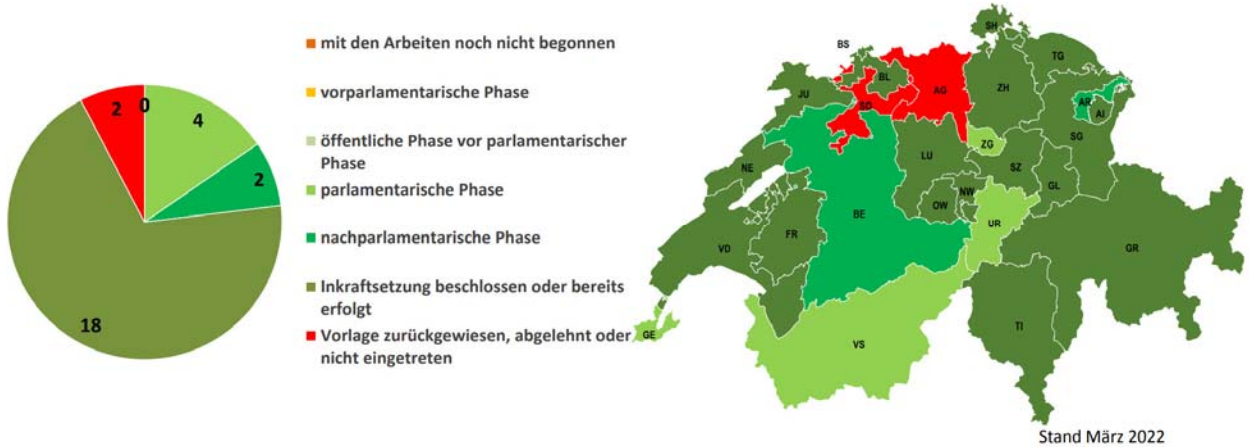 2
0
4
2
18
mit den Arbeiten noch nicht begonnen
vorparlamentarische Phase
öffentliche Phase vor parlamentarischer
Phase
parlamentarische Phase
nachparlamentarische Phase
Inkraftsetzung beschlossen oder bereits
erfolgt
Vorlage zurückgewiesen, abgelehnt oder
nicht eingetreten
SH
BS
TG
BL
JU
AG
ZH
SO
AR
AI
ZG
SG
LU
SZ
NE
NW
GL
OW
BE
UR
FR
VD
GR
TI
GE
VS
Stand März 2022